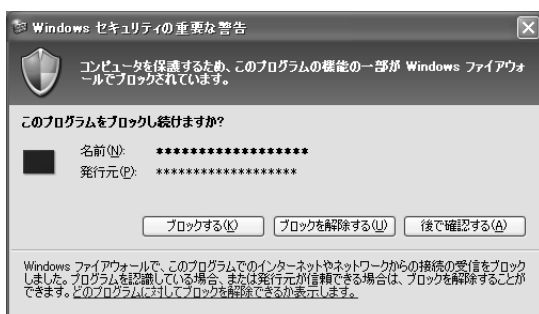 Windows セキュリティの重要な警告
コンピュータを保護するため、このプログラムの機能の一部が Windows ファイアウォ
ールでブロックされています。
このプログラムをブロックし続けますか?
名前(N): ******************
発行元(P): ******************
ブロックする(K) ブロックを解除する(U) 後で確認する(A)
Windows ファイアウォールで、このプログラムでのインターネットやネットワークからの接続の受信をブロック
しました。プログラムを認識している場合、または発行元が信頼できる場合は、ブロックを解除することが
できます。どのプログラムに対してブロックを解除できるか表示します。